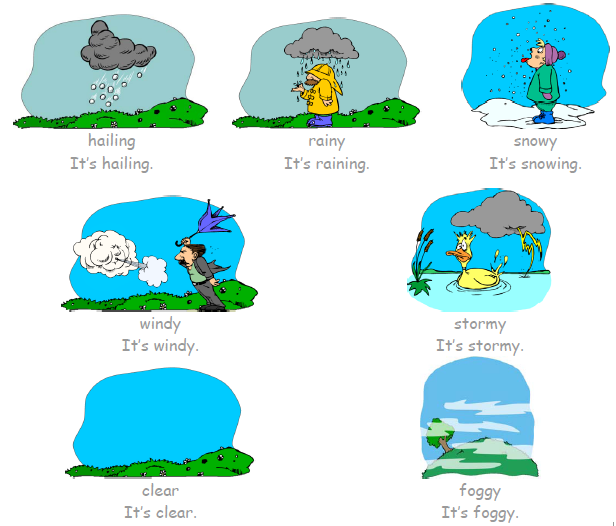 hailing
It's hailing.
rainy
It's raining.
snowy
It's snowing.
windy
It's windy.
stormy
It's stormy.
clear
It's clear.
foggy
It's foggy.